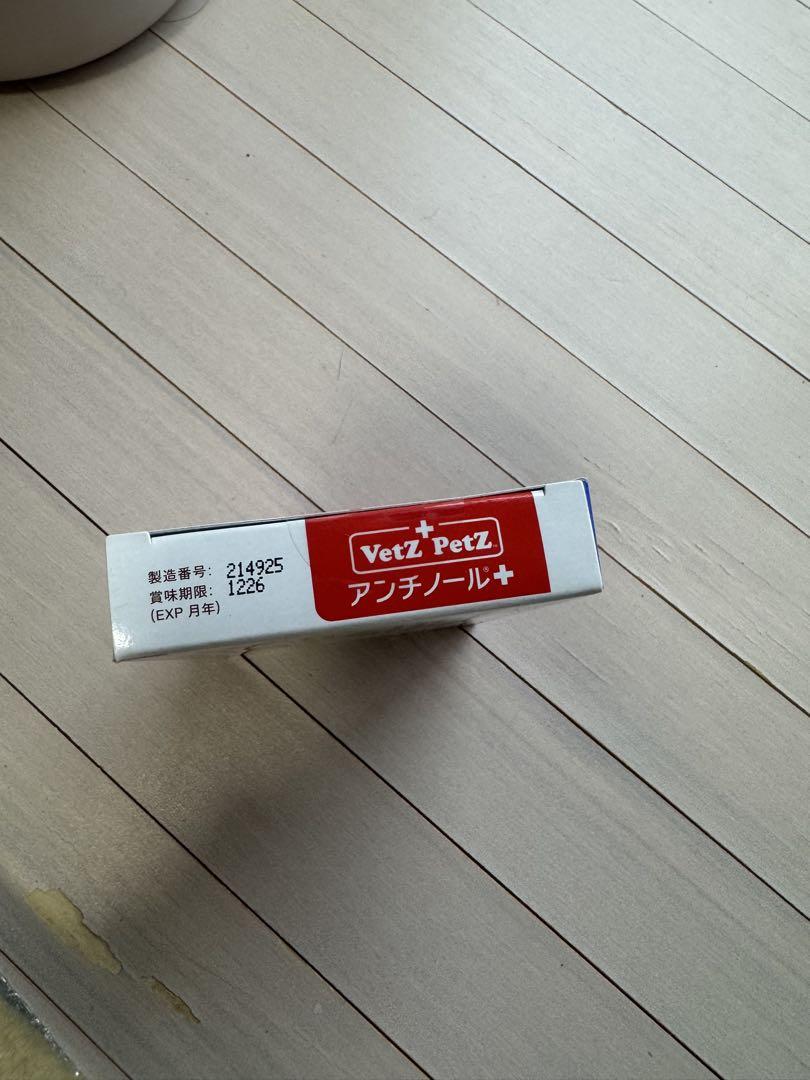 製造番号: 214925
賞味期限: 1226
(EXP 月年)
VetZ PetZ™
アンチノール®+